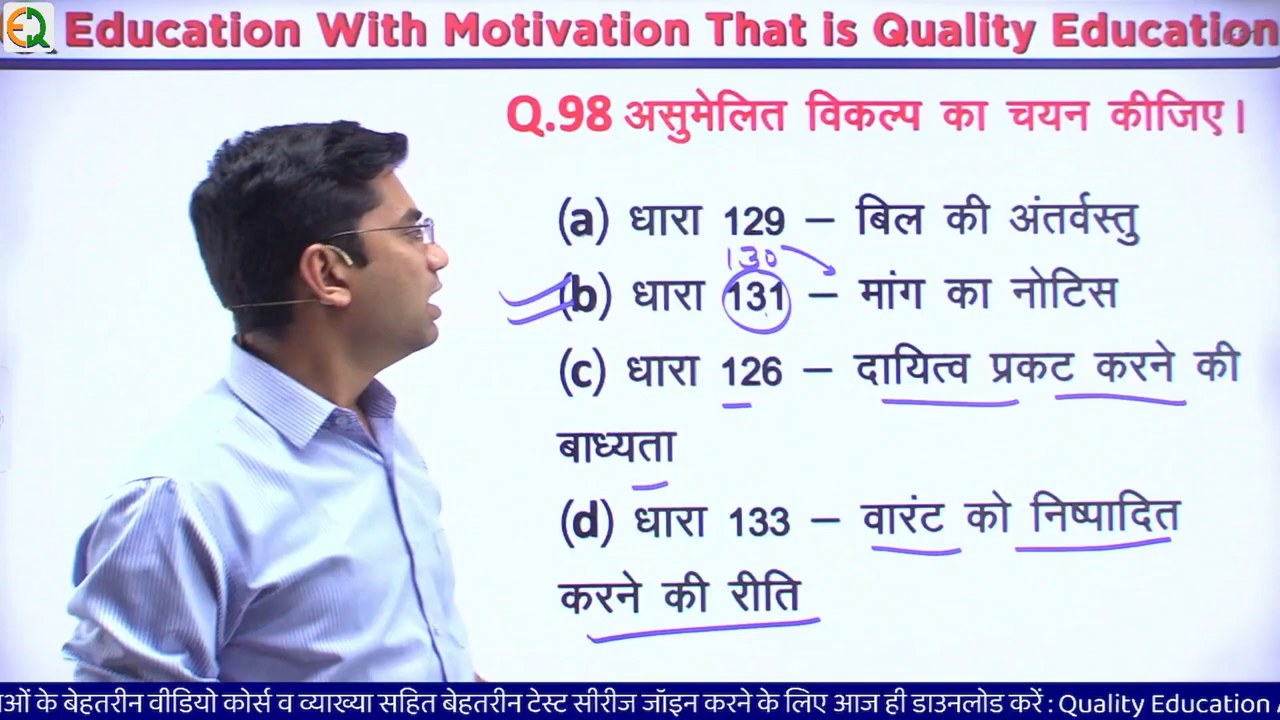 EQ
Education With Motivation That is Quality Education
Q.98 असुमेलित विकल्प का चयन कीजिए।
(a) धारा 129 – बिल की अंतर्वस्तु
130
(b) धारा 131 – मांग का नोटिस
(c) धारा 126 – दायित्व प्रकट करने की
बाध्यता
(d) धारा 133 – वारंट को निष्पादित
करने की रीति
ओं के बेहतरीन वीडियो कोर्स व व्याख्या सहित बेहतरीन टेस्ट सीरीज जॉइन करने के लिए आज ही डाउनलोड करें : Quality Education